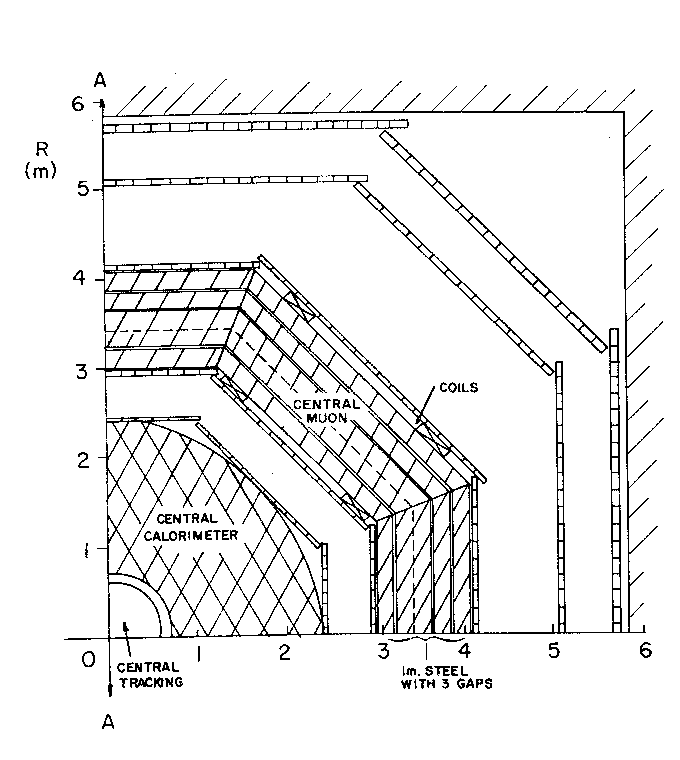 A
6
R
(m)
5
4
3
2
1
COILS
CENTRAL
MUON
CENTRAL
CALORIMETER
0
1
2
3
4
5
6
CENTRAL
TRACKING
1m. STEEL
WITH 3 GAPS
A